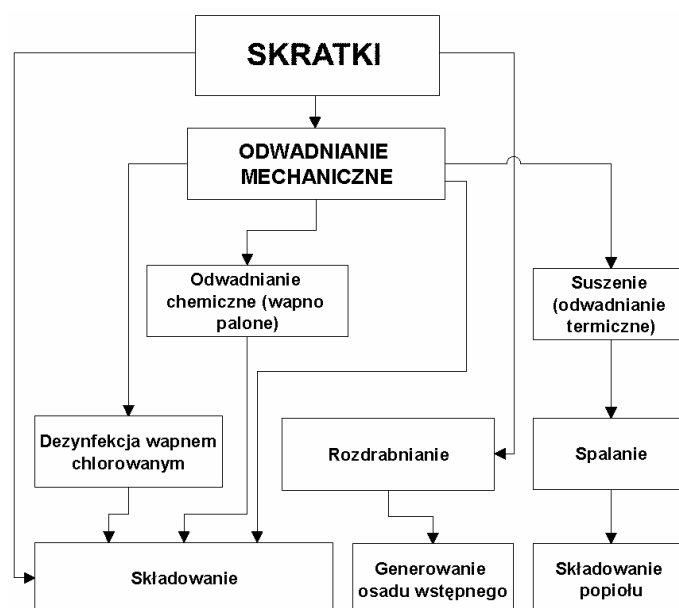 SKRATKI
ODWADNIANIE
MECHANICZNE
Odwadnianie
chemiczne (wapno
palone)
Suszenie
(odwadnianie
termiczne)
Dezynfekcja wapnem
chlorowanym
Rozdrabnianie
Spalanie
Składowanie
Generowanie
osadu wstępnego
Składowanie
popiołu